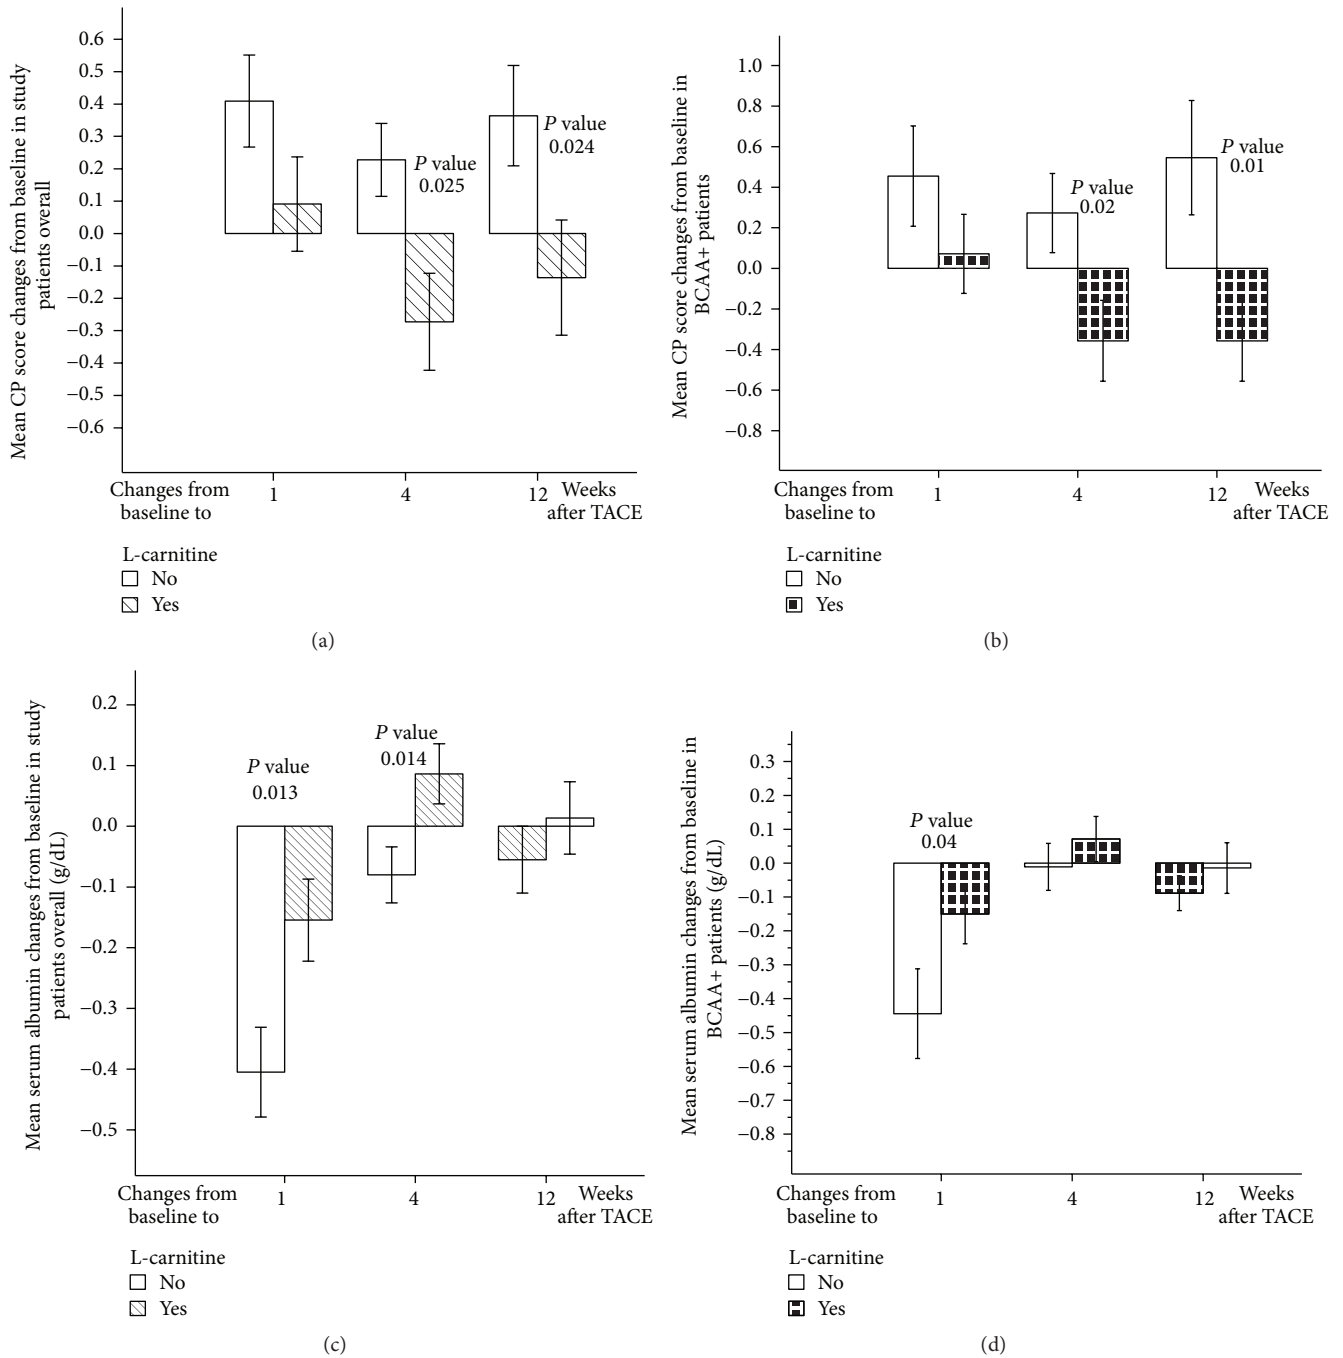 Mean CP score changes from baseline in study
patients overall
0.6
0.5
0.4
0.3
0.2
0.1
0.0
−0.1
−0.2
−0.3
−0.4
−0.5
−0.6
P value
0.025
P value
0.024
Changes from
baseline to
1
4
12
Weeks
after TACE
L-carnitine
No
Yes
(a)
Mean CP score changes from baseline in
BCAA+ patients
1.0
0.8
0.6
0.4
0.2
0.0
−0.2
−0.4
−0.6
−0.8
P value
0.02
P value
0.01
Changes from
baseline to
1
4
12
Weeks
after TACE
L-carnitine
No
Yes
(b)
Mean serum albumin changes from baseline in study
patients overall (g/dL)
0.2
0.1
0.0
−0.1
−0.2
−0.3
−0.4
−0.5
P value
0.013
P value
0.014
Changes from
baseline to
1
4
12
Weeks
after TACE
L-carnitine
No
Yes
(c)
Mean serum albumin changes from baseline in
BCAA+ patients (g/dL)
0.3
0.2
0.1
0.0
−0.1
−0.2
−0.3
−0.4
−0.5
−0.6
−0.7
−0.8
P value
0.04
Changes from
baseline to
1
4
12
Weeks
after TACE
L-carnitine
No
Yes
(d)